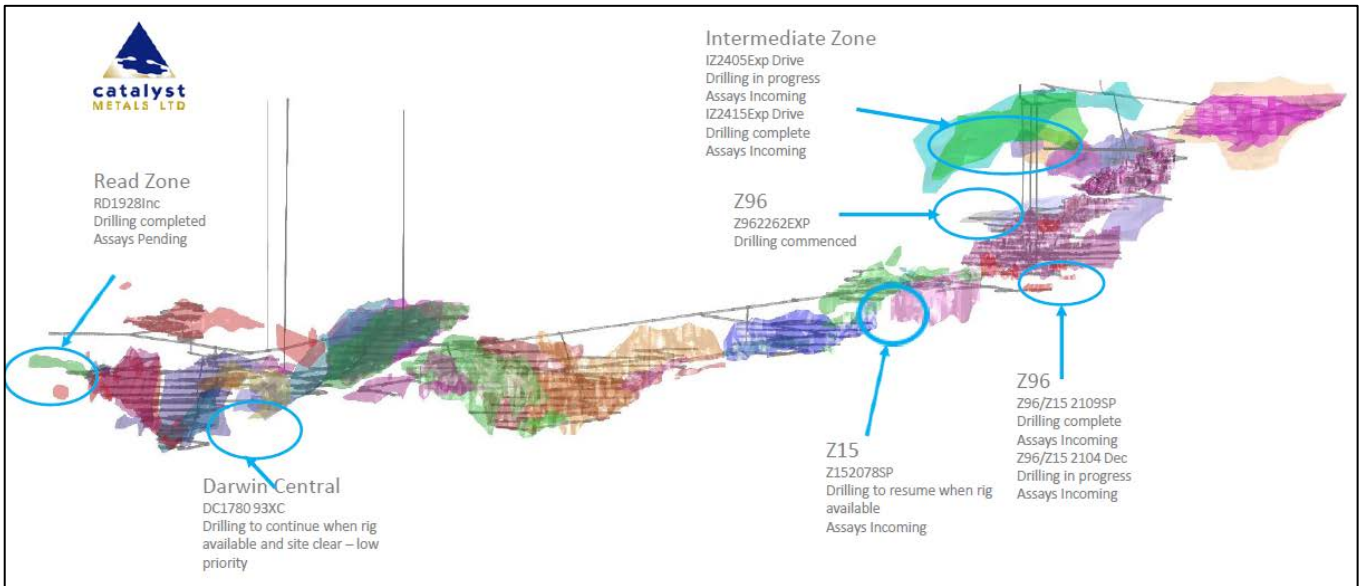 catalyst
METALS LTD
Intermediate Zone
IZ2405Exp Drive
Drilling in progress
Assays Incoming
IZ2415Exp Drive
Drilling complete
Assays Incoming
Read Zone
RD1928Inc
Drilling completed
Assays Pending
Z96
Z962262EXP
Drilling commenced
Darwin Central
DC1780 93XC
Drilling to continue when rig
available and site clear – low
priority
Z15
Z152078SP
Drilling to resume when rig
available
Assays Incoming
Z96
Z96/Z15 2109SP
Drilling complete
Assays Incoming
Z96/Z15 2104 Dec
Drilling in progress
Assays Incoming